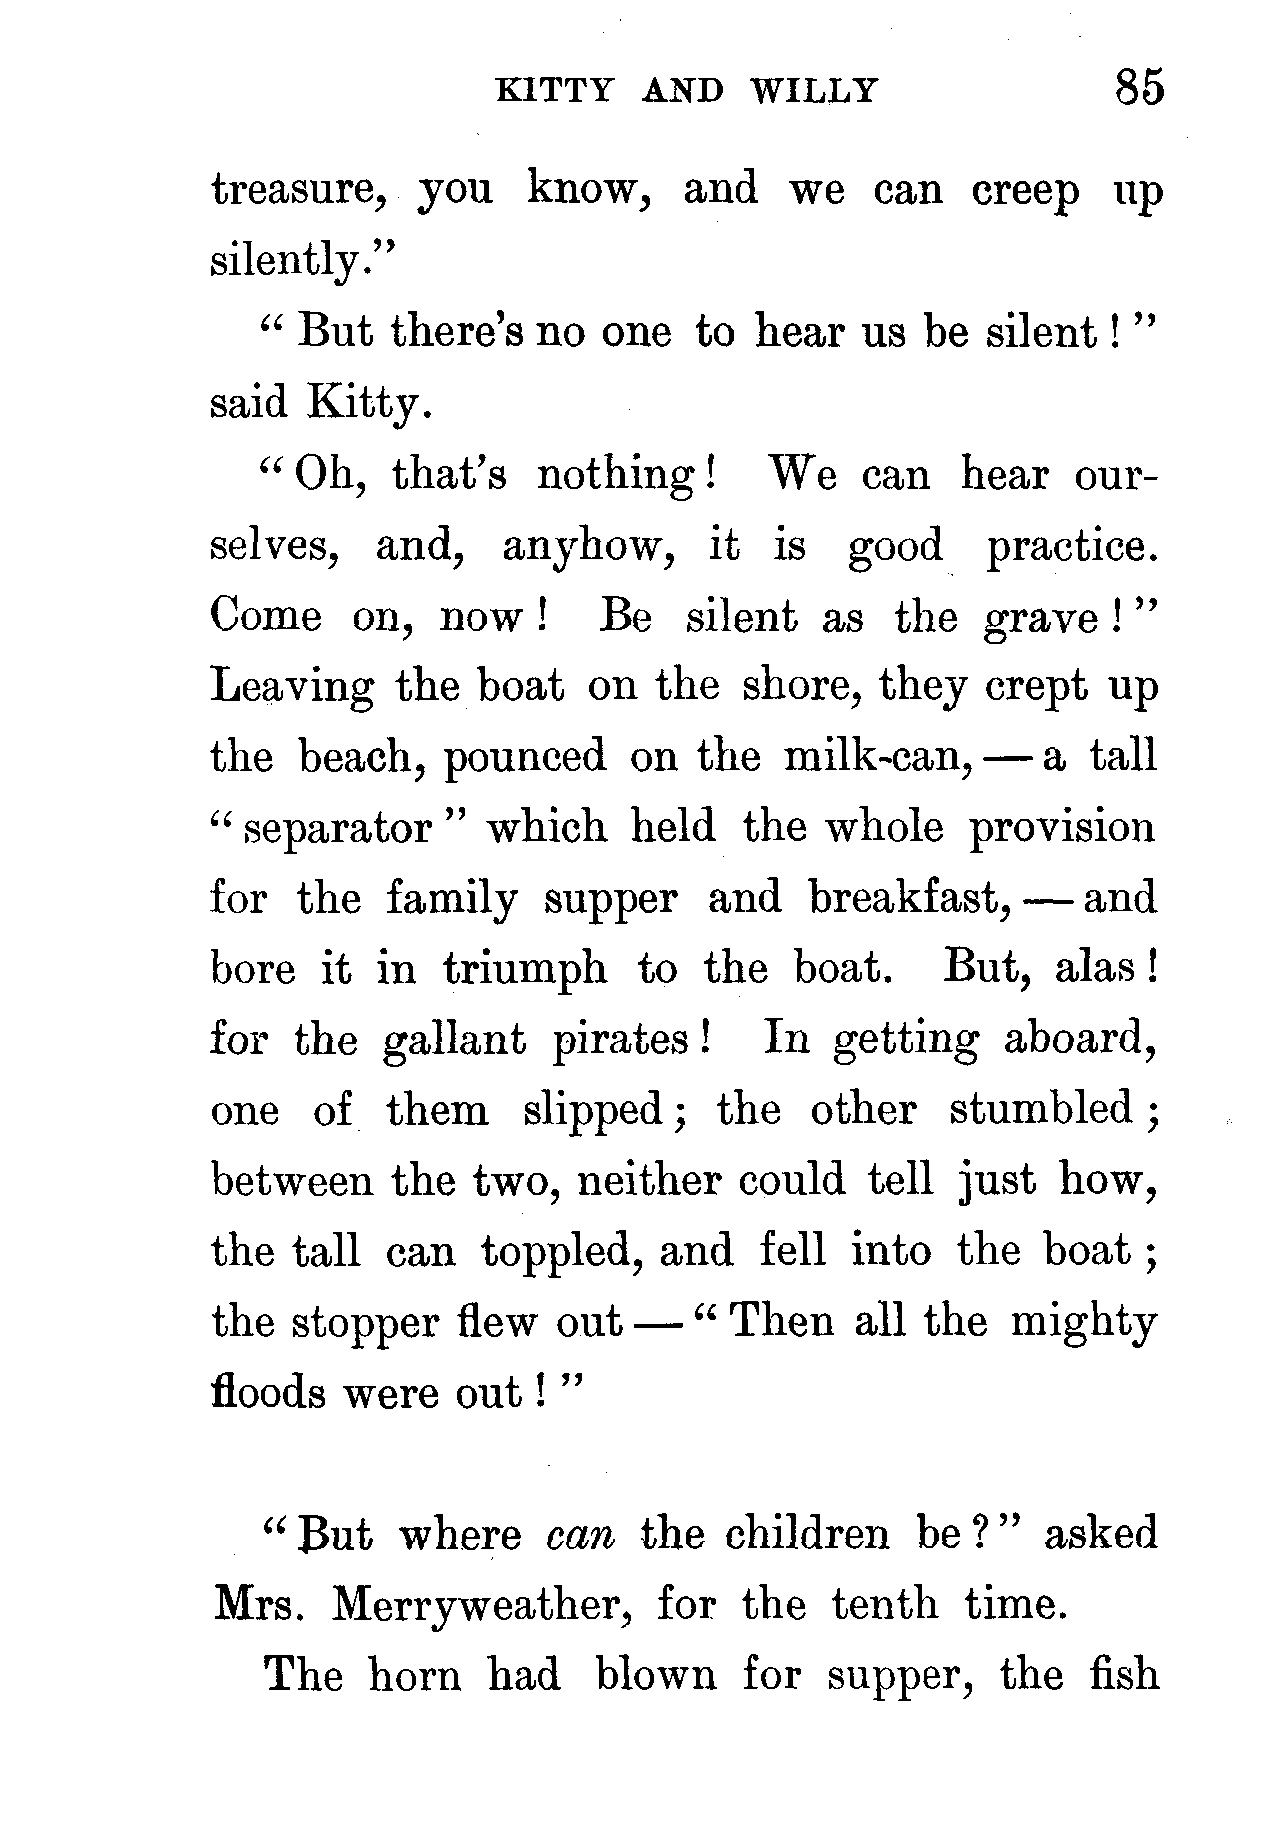 KITTY AND WILLY 85
treasure, you know, and we can creep up
silently."
" But there's no one to hear us be silent ! "
said Kitty.
" Oh, that's nothing ! We can hear our-
selves, and, anyhow, it is good practice.
Come on, now ! Be silent as the grave ! "
Leaving the boat on the shore, they crept up
the beach, pounced on the milk-can, — a tall
" separator " which held the whole provision
for the family supper and breakfast, — and
bore it in triumph to the boat. But, alas !
for the gallant pirates ! In getting aboard,
one of them slipped ; the other stumbled ;
between the two, neither could tell just how,
the tall can toppled, and fell into the boat ;
the stopper flew out — " Then all the mighty
floods were out ! "
" But where can the children be ? " asked
Mrs. Merryweather, for the tenth time.
The horn had blown for supper, the fish